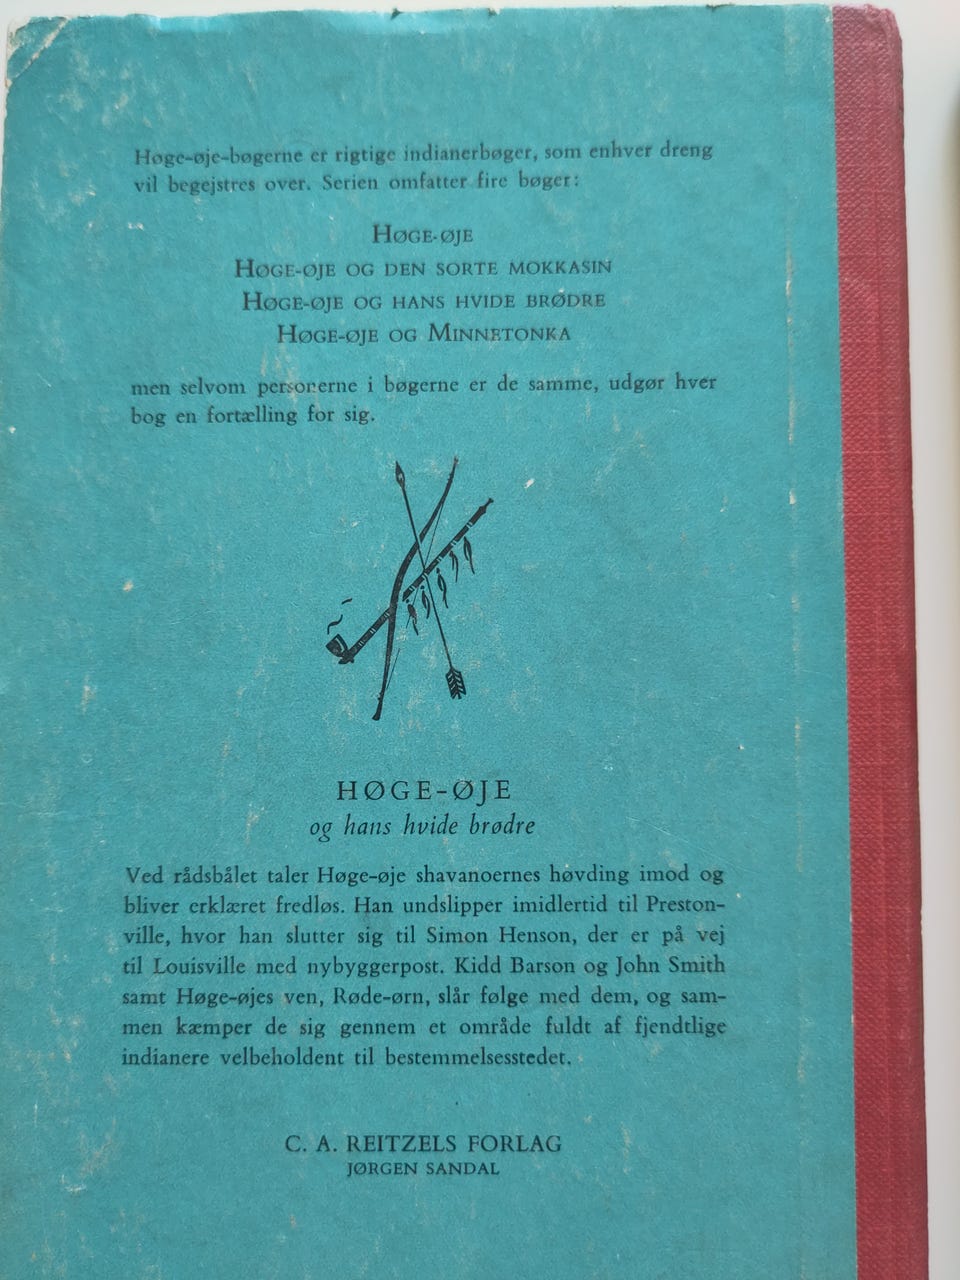 Høge-øje-bøgerne er rigtige indianerbøger, som enhver dreng
vil begejstres over. Serien omfatter fire bøger:
HØGE-ØJE
HØGE-ØJE OG DEN SORTE MOKKASIN
HØGE-ØJE OG HANS HVIDE BRØDRE
HØGE-ØJE OG MINNETONKA
men selvom personerne i bøgerne er de samme, udgør hver
bog en fortælling for sig.
HØGE-ØJE
og hans hvide brødre
Ved rådsbålet taler Høge-øje shavanoernes høvding imod og
bliver erklæret fredløs. Han undslipper imidlertid til Preston-
ville, hvor han slutter sig til Simon Henson, der er på vej
til Louisville med nybyggerpost. Kidd Barson og John Smith
samt Høge-øjes ven, Røde-ørn, slår følge med dem, og sam-
men kæmper de sig gennem et område fuldt af fjendtlige
indianere velbeholdent til bestemmelsesstedet.
C. A. REITZELS FORLAG
JØRGEN SANDAL